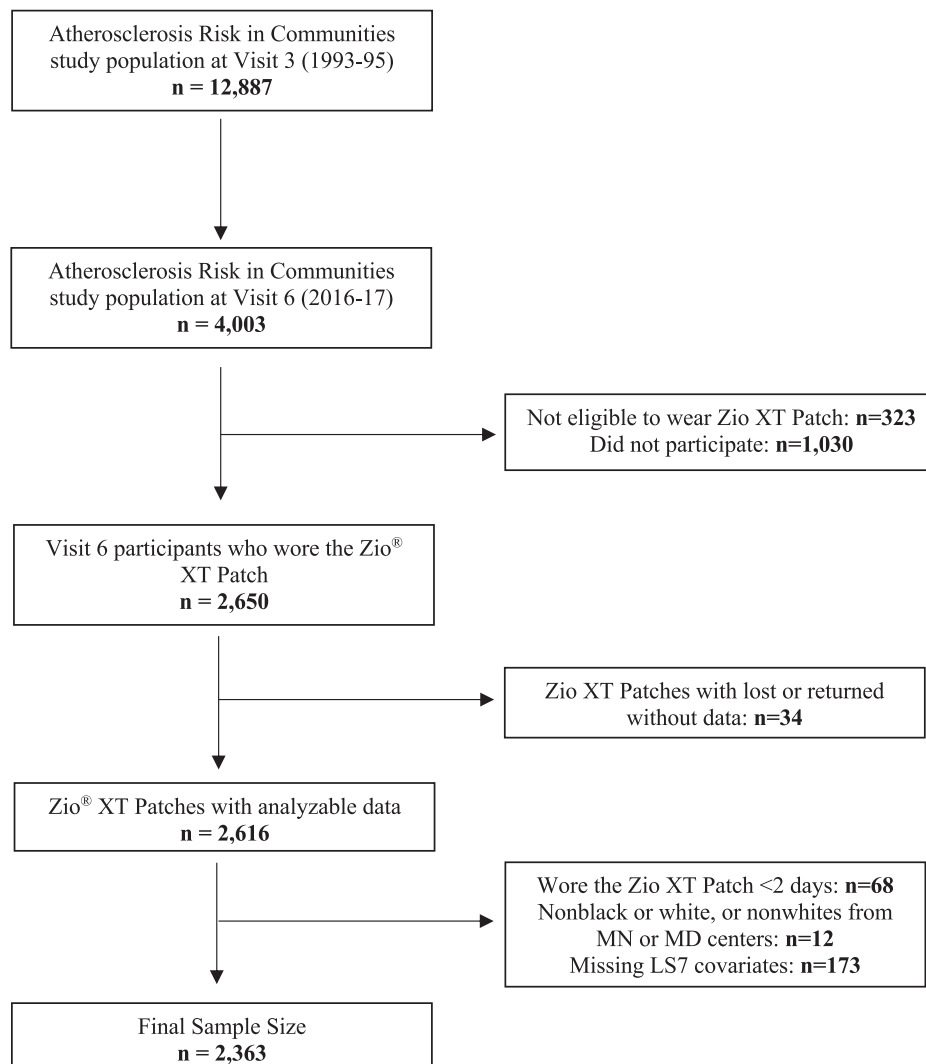 Atherosclerosis Risk in Communities
study population at Visit 3 (1993-95)
n = 12,887
Atherosclerosis Risk in Communities
study population at Visit 6 (2016-17)
n = 4,003
Not eligible to wear Zio XT Patch: n=323
Did not participate: n=1,030
Visit 6 participants who wore the Zio®
XT Patch
n = 2,650
Zio XT Patches with lost or returned
without data: n=34
Zio® XT Patches with analyzable data
n = 2,616
Wore the Zio XT Patch <2 days: n=68
Nonblack or white, or nonwhites from
MN or MD centers: n=12
Missing LS7 covariates: n=173
Final Sample Size
n = 2,363